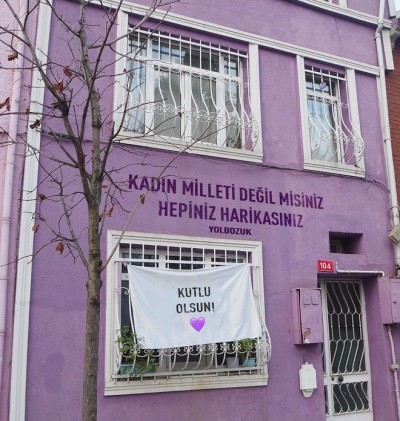 KADIN MİLLETİ DEĞİL MİSİNİZ
HEPİNİZ HARİKASINIZ
YOLBOZUK
104
KUTLU
OLSUN!